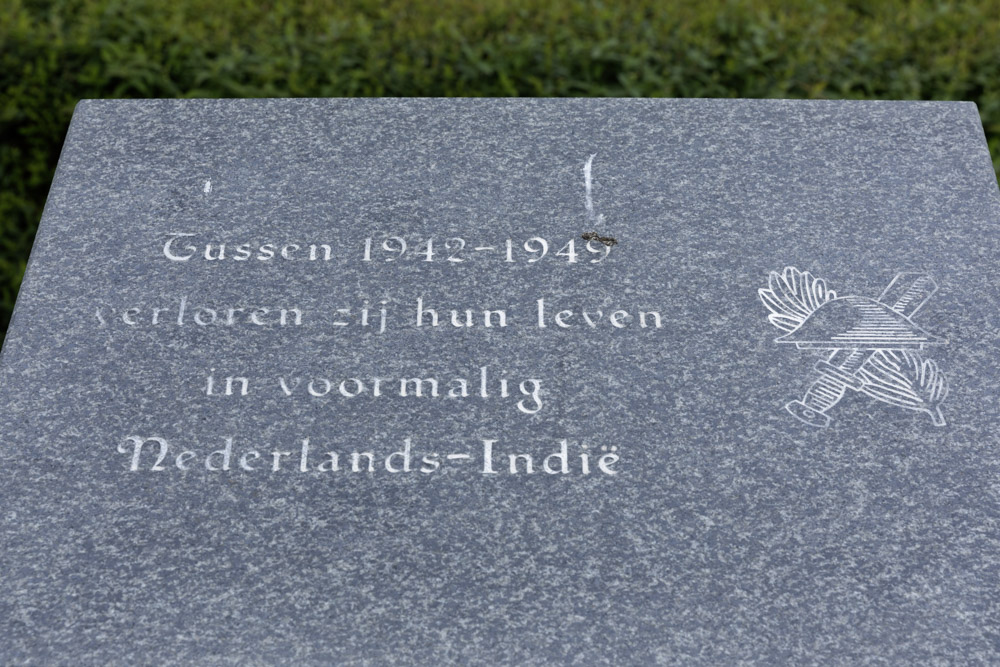 Tussen 1942-1949
verloren zij hun leven
in voormalig
Nederlands-Indië